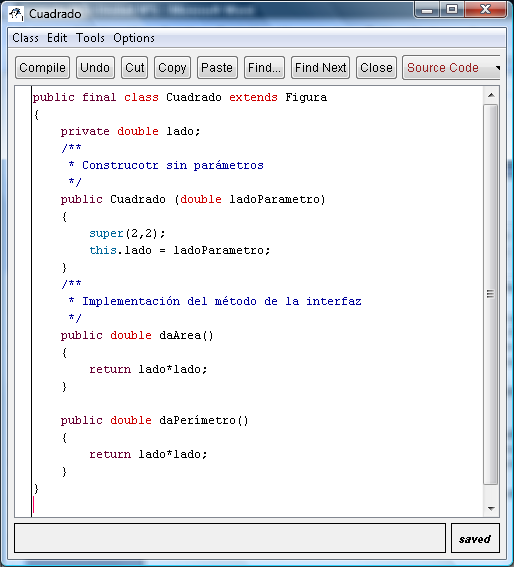 Cuadrado
Class Edit Tools Options
Compile Undo Cut Copy Paste Find... Find Next Close Source Code
public final class Cuadrado extends Figura
{
private double lado;
/**
* Construcotr sin parámetros
*/
public Cuadrado (double ladoParametro)
{
super(2,2);
this.lado = ladoParametro;
}
/**
* Implementación del método de la interfaz
*/
public double daArea()
{
return lado*lado;
}
public double daPerímetro()
{
return lado*lado;
}
}
saved